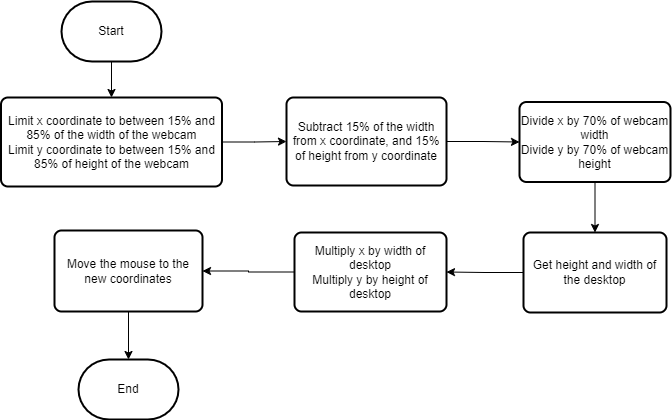 Start
Limit x coordinate to between 15% and
85% of the width of the webcam
Limit y coordinate to between 15% and
85% of height of the webcam
Subtract 15% of the width
from x coordinate, and 15%
of height from y coordinate
Divide x by 70% of webcam
width
Divide y by 70% of webcam
height
Get height and width of
the desktop
Multiply x by width of
desktop
Multiply y by height of
desktop
Move the mouse to the
new coordinates
End